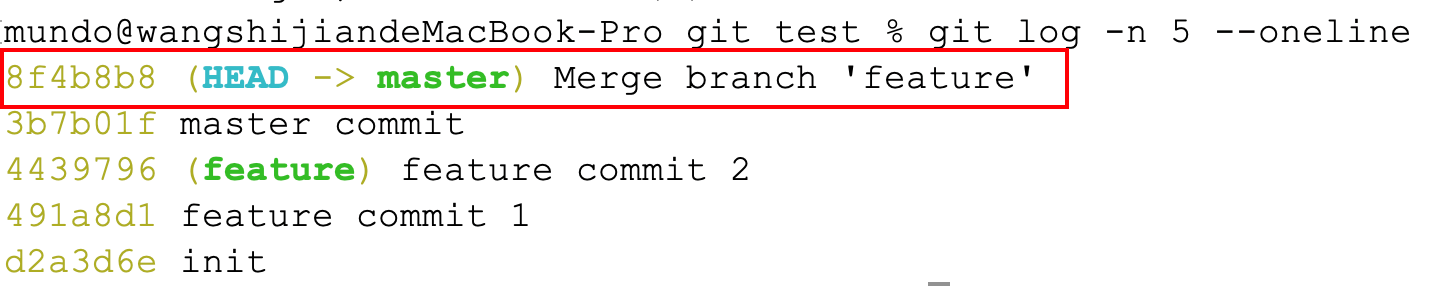 mundo@wangshijiandeMacBook-Pro git test % git log -n 5 --oneline
8f4b8b8 (HEAD -> master) Merge branch 'feature'
3b7b01f master commit
4439796 (feature) feature commit 2
491a8d1 feature commit 1
d2a3d6e init